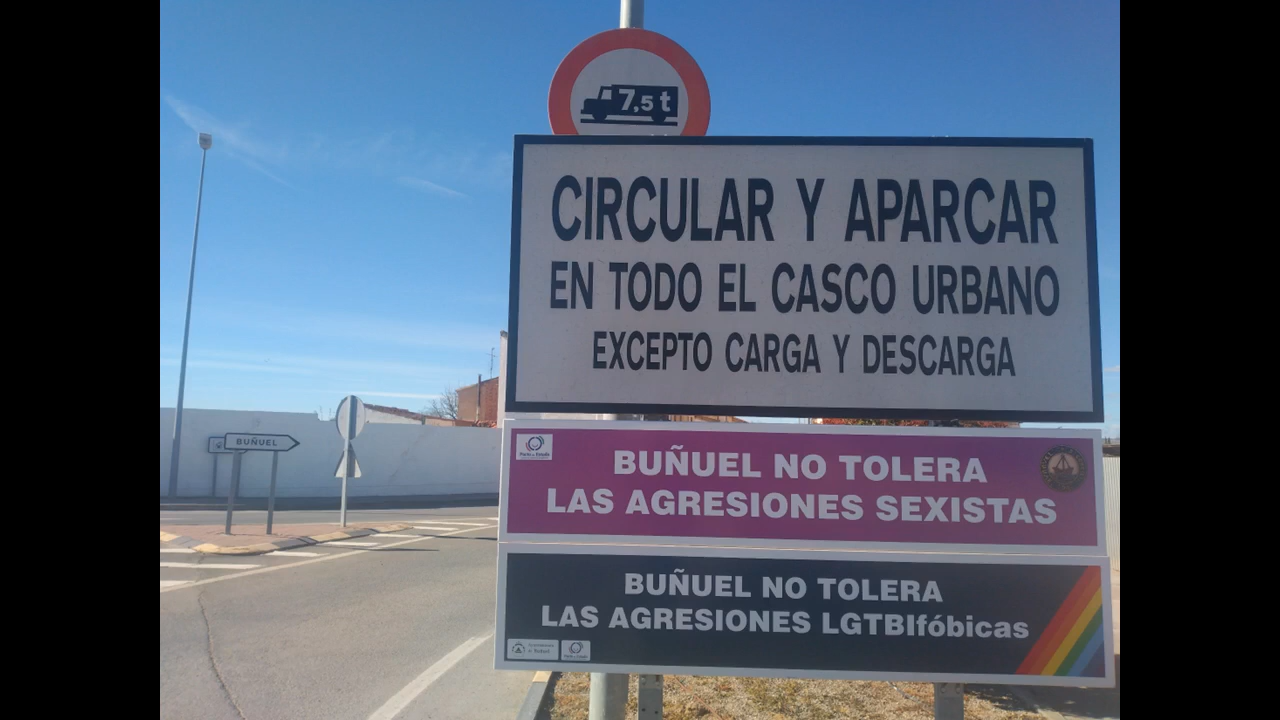 7,5 t
CIRCULAR Y APARCAR
EN TODO EL CASCO URBANO
EXCEPTO CARGA Y DESCARGA
BUÑUEL NO TOLERA
LAS AGRESIONES SEXISTAS
BUÑUEL NO TOLERA
LAS AGRESIONES LGTBIfóbicas
BUÑUEL